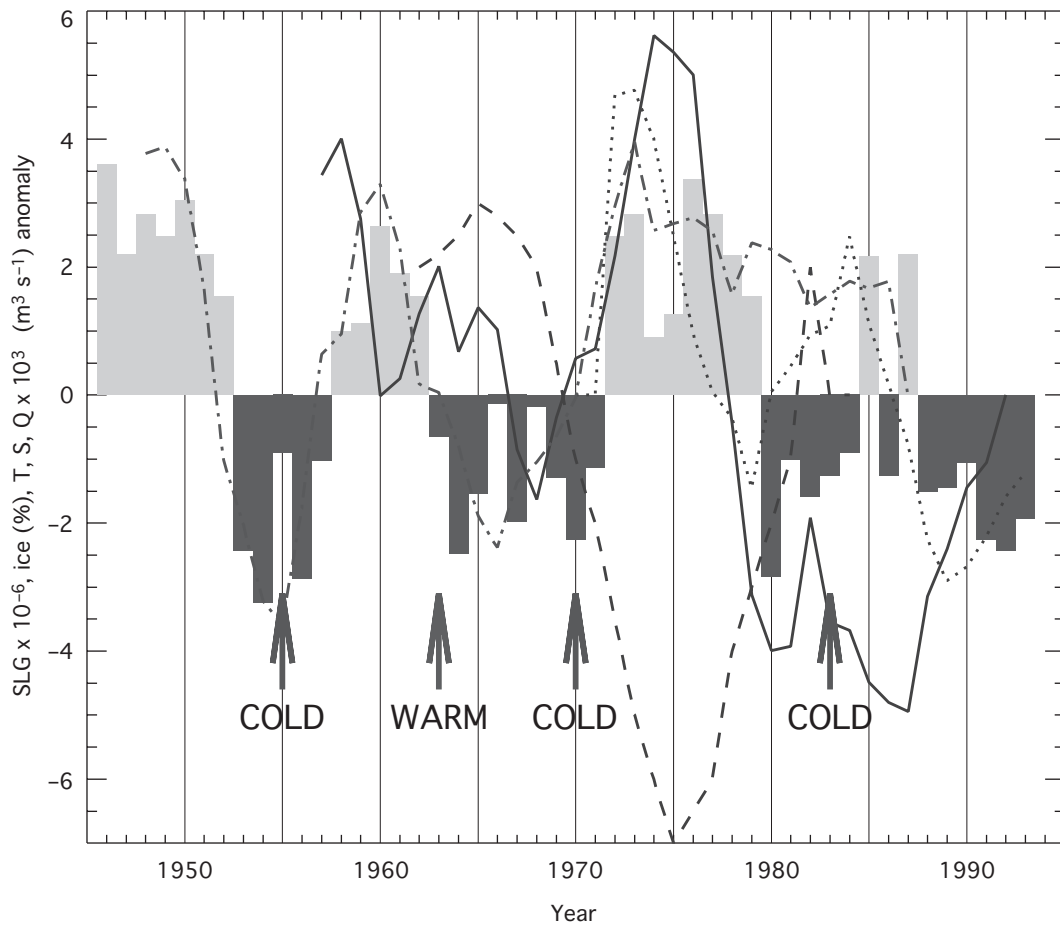 6
4
2
0
−2
−4
−6
SLG x 10⁻⁶, ice (%), T, S, Q x 10³ (m³ s⁻¹) anomaly
COLD
WARM
COLD
COLD
1950
1960
1970
1980
1990
Year